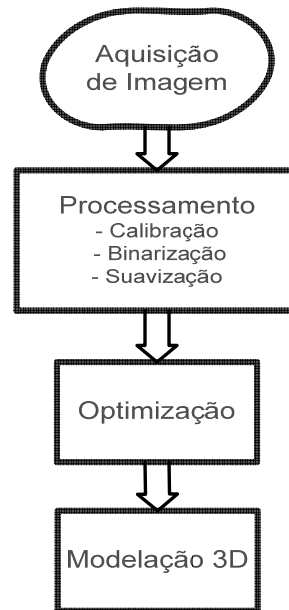 Aquisição
de Imagem
Processamento
- Calibração
- Binarização
- Suavização
Optimização
Modelação 3D